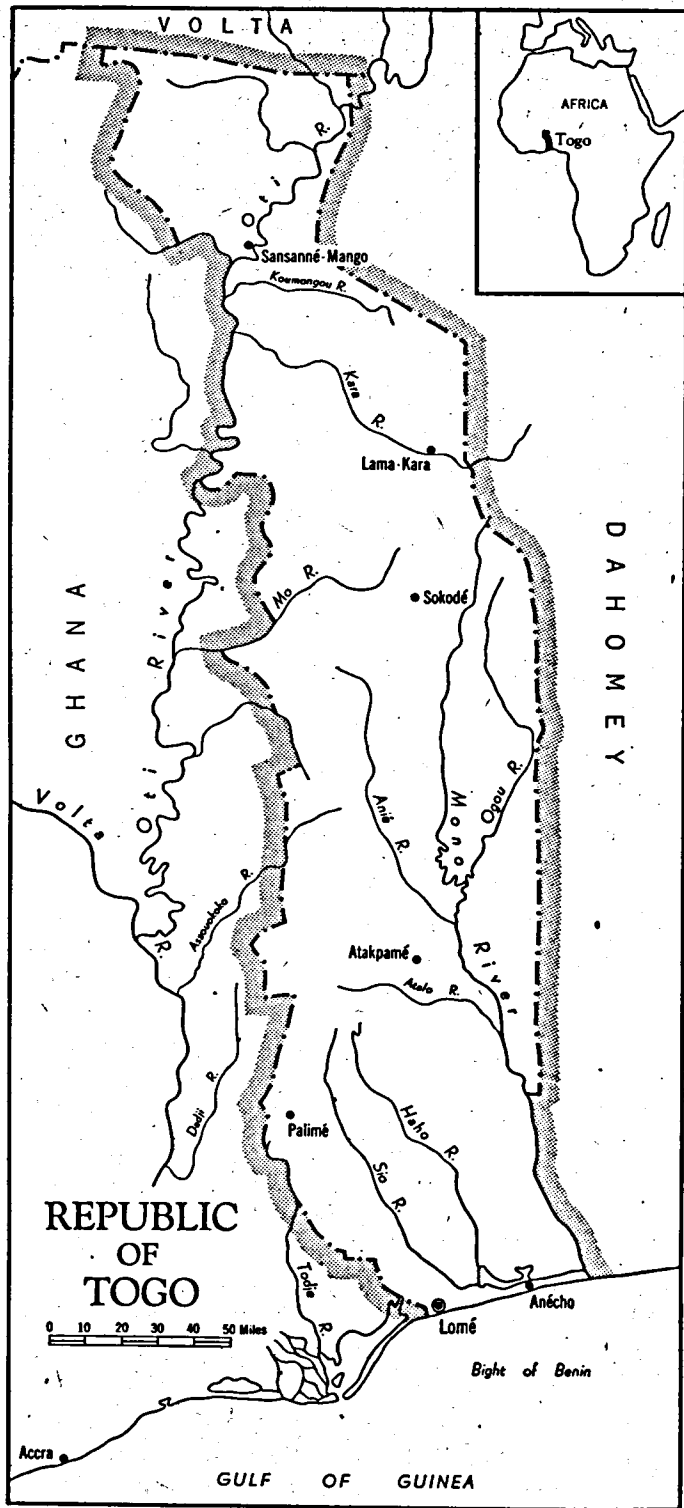 VOLTA
AFRICA
Togo
Oti R.
Sansanné-Mango
Koumongou R.
Kara R.
Lama-Kara
GHANA
DAHOMEY
Oti River
Mo R.
Sokodé
Volta R.
Anié R.
Mono River
Ogou R.
Assouokoko R.
Atakpamé
Dodji R.
Palimé
Sio R.
Haho R.
REPUBLIC
OF
TOGO
0 10 20 30 40 50 Miles
Todjie R.
Lomé
Anécho
Bight of Benin
Accra
GULF OF GUINEA